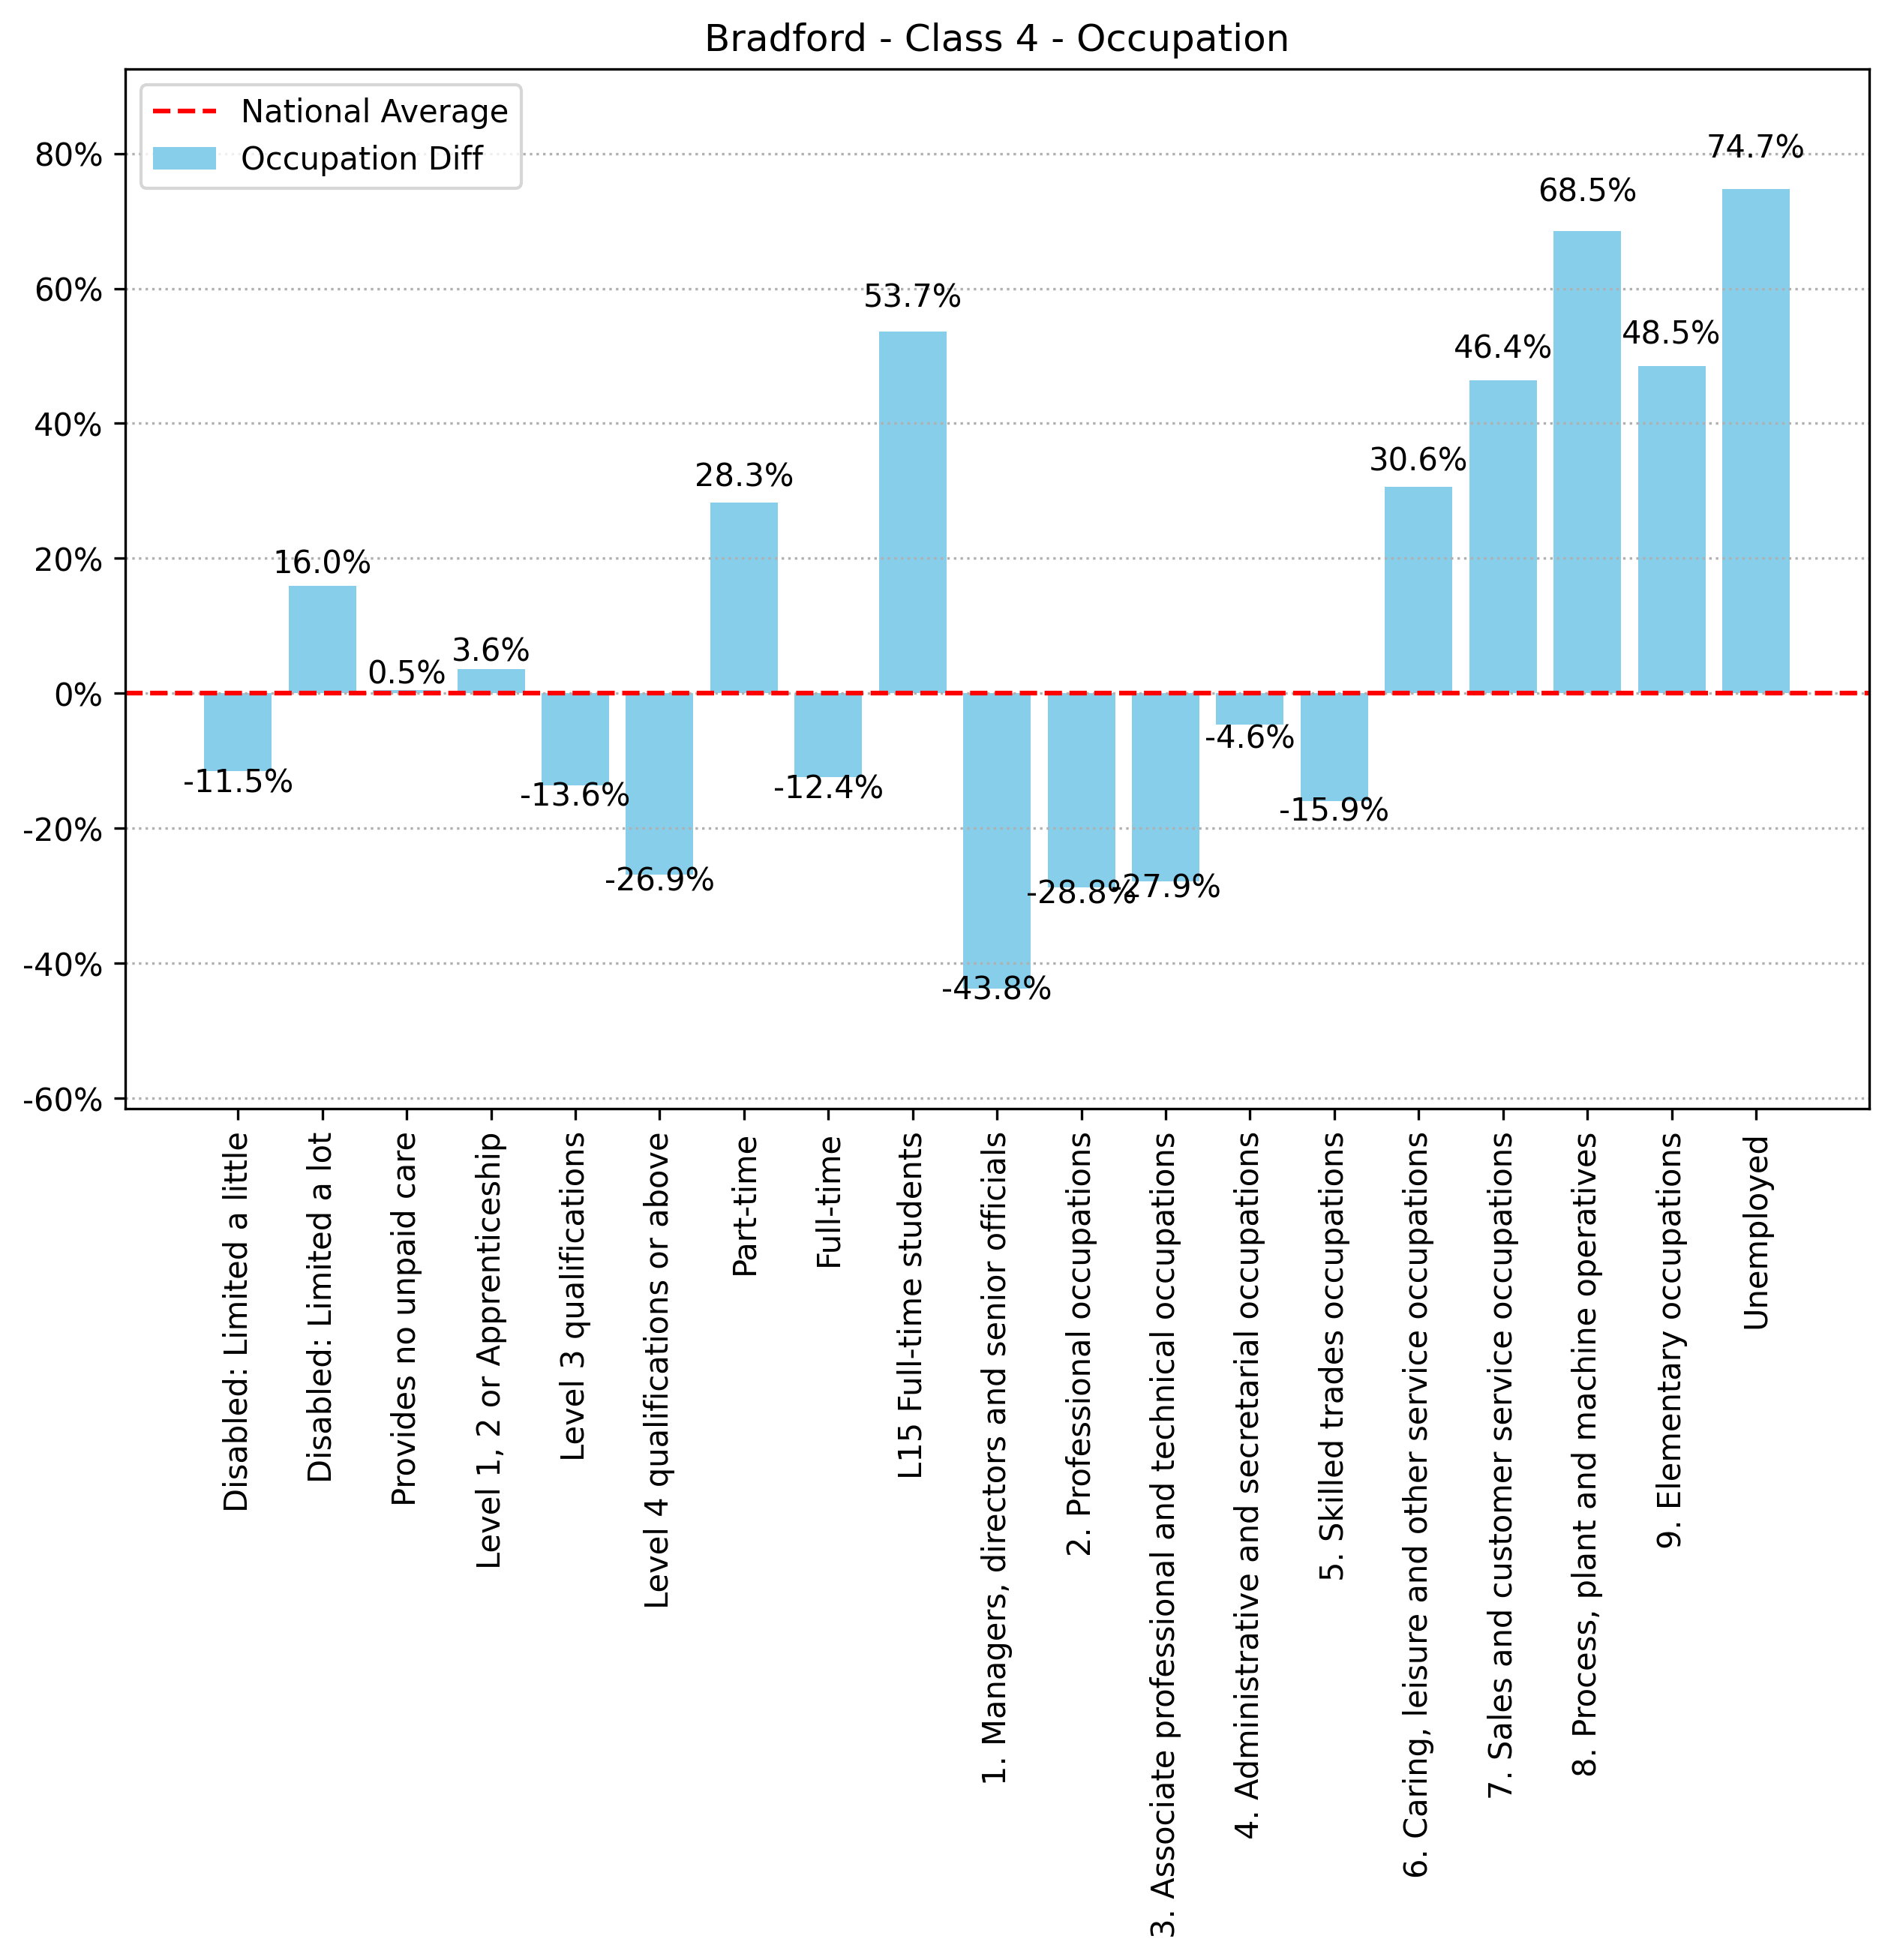 Bradford - Class 4 - Occupation
National Average
Occupation Diff
80%
60%
40%
20%
0%
-20%
-40%
-60%
-11.5%
16.0%
0.5%
3.6%
-13.6%
-26.9%
28.3%
-12.4%
53.7%
-43.8%
-28.8%
-27.9%
-4.6%
-15.9%
30.6%
46.4%
68.5%
48.5%
74.7%
Disabled: Limited a little
Disabled: Limited a lot
Provides no unpaid care
Level 1, 2 or Apprenticeship
Level 3 qualifications
Level 4 qualifications or above
Part-time
Full-time
L15 Full-time students
1. Managers, directors and senior officials
2. Professional occupations
3. Associate professional and technical occupations
4. Administrative and secretarial occupations
5. Skilled trades occupations
6. Caring, leisure and other service occupations
7. Sales and customer service occupations
8. Process, plant and machine operatives
9. Elementary occupations
Unemployed